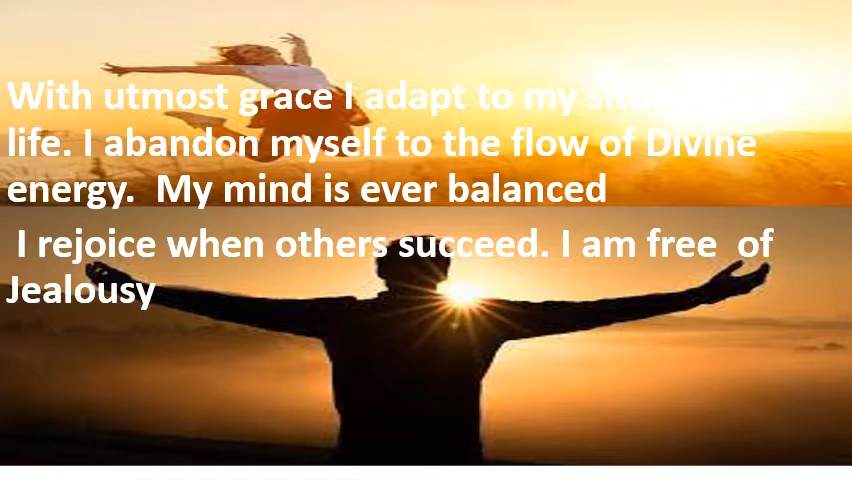 With utmost grace I adapt to my
life. I abandon myself to the flow of Divine
energy.  My mind is ever balanced
I rejoice when others succeed. I am free  of
Jealousy